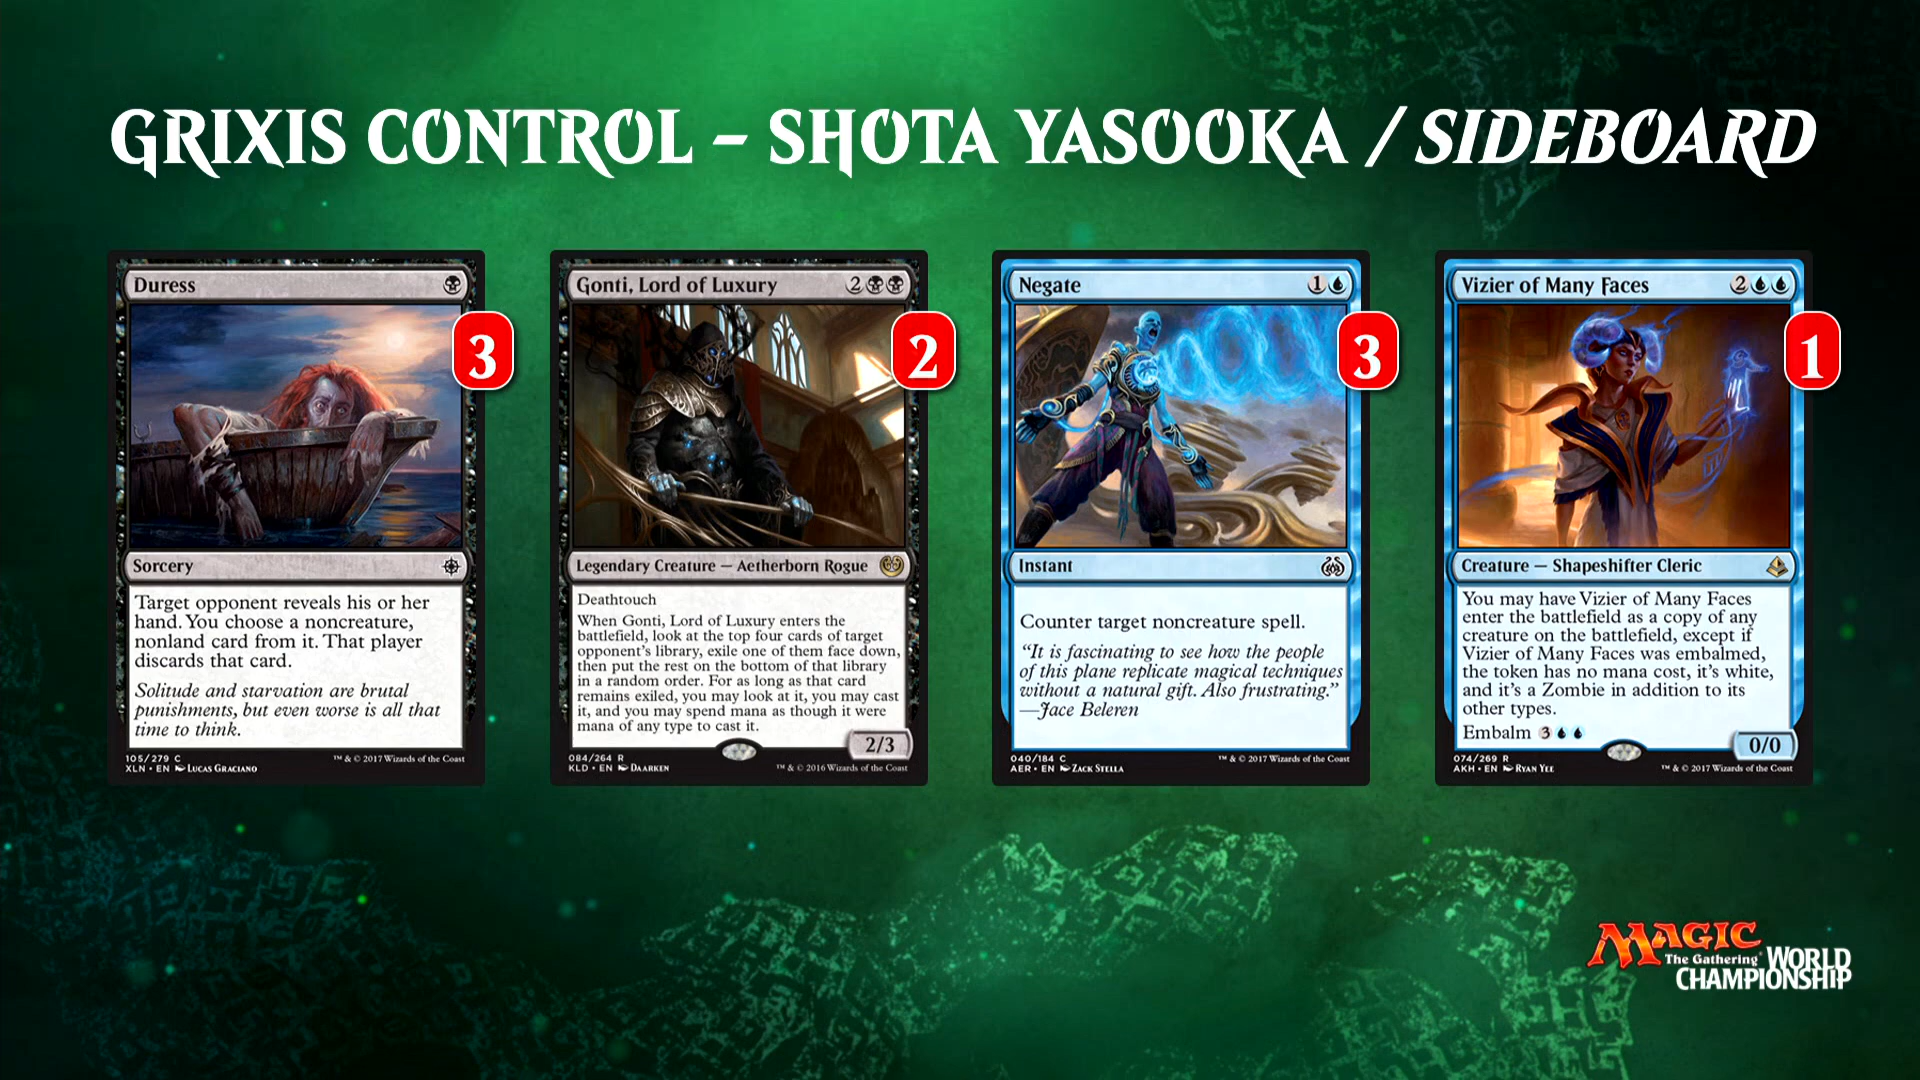 GRIXIS CONTROL – SHOTA YASOOKA / SIDEBOARD
Duress
3
Sorcery
Target opponent reveals his or her
hand. You choose a noncreature,
nonland card from it. That player
discards that card.
Solitude and starvation are brutal
punishments, but even worse is all that
time to think.
105/279 C
XLN • EN LUCAS GRACIANO
™ & © 2017 Wizards of the Coast
Gonti, Lord of Luxury 2
2
Legendary Creature — Aetherborn Rogue
Deathtouch
When Gonti, Lord of Luxury enters the
battlefield, look at the top four cards of target
opponent's library, exile one of them face down,
then put the rest on the bottom of that library
in a random order. For as long as that card
remains exiled, you may look at it, you may cast
it, and you may spend mana as though it were
mana of any type to cast it.
2/3
084/264 R
KLD • EN DAARKEN
™ & © 2016 Wizards of the Coast
Negate 1
3
Instant
Counter target noncreature spell.
“It is fascinating to see how the people
of this plane replicate magical techniques
without a natural gift. Also frustrating.”
—Jace Beleren
040/184 C
AER • EN ZACK STELLA
™ & © 2017 Wizards of the Coast
Vizier of Many Faces 2
1
Creature — Shapeshifter Cleric
You may have Vizier of Many Faces
enter the battlefield as a copy of any
creature on the battlefield, except if
Vizier of Many Faces was embalmed,
the token has no mana cost, it's white,
and it's a Zombie in addition to its
other types.
Embalm 3
0/0
074/269 R
AKH • EN RYAN YEE
™ & © 2017 Wizards of the Coast
MAGIC
The Gathering®
WORLD
CHAMPIONSHIP